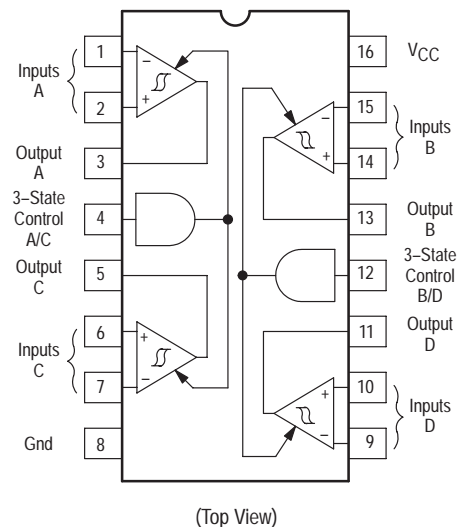 1
Inputs
A
2
Output
A
3
3–State
Control
A/C
4
Output
C
5
6
Inputs
C
7
Gnd
8
16
VCC
15
Inputs
B
14
13
Output
B
12
3–State
Control
B/D
11
Output
D
10
Inputs
D
9
–
+
–
+
+
–
+
–
(Top View)